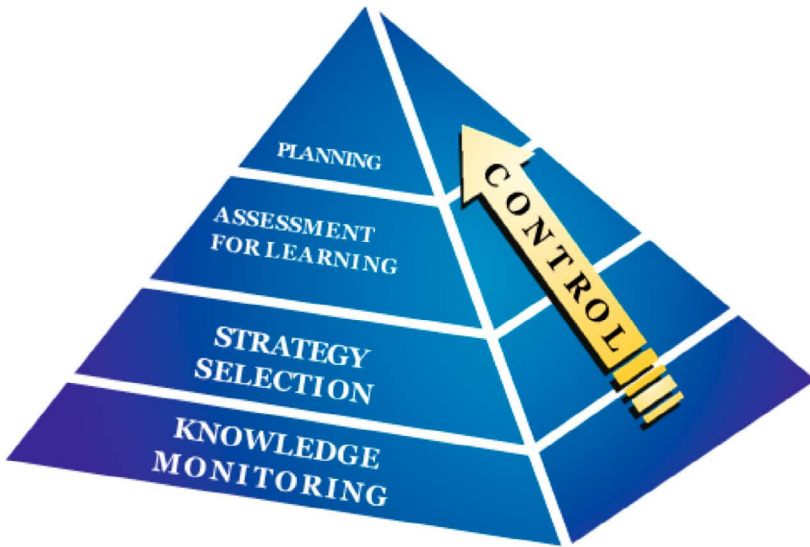 PLANNING
ASSESSMENT
FOR LEARNING
STRATEGY
SELECTION
KNOWLEDGE
MONITORING
CONTROL